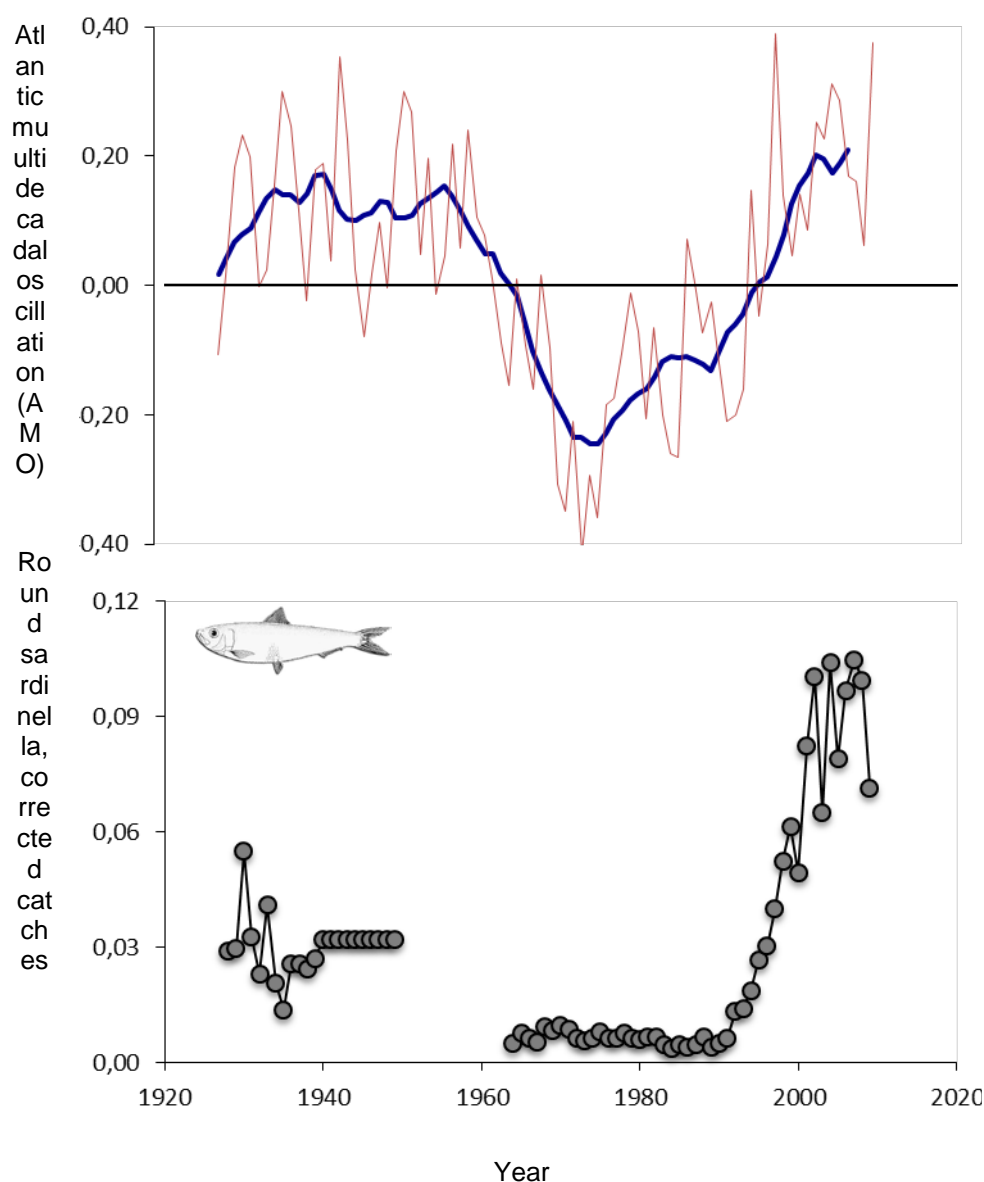 Atl
an
tic
mu
ulti
de
ca
dal
os
cill
ati
on
(A
M
O)
0,40
0,20
0,00
0,20
0,40
Ro
un
d
sa
rdi
nel
la,
co
rre
cte
d
cat
ch
es
0,12
0,09
0,06
0,03
0,00
1920 1940 1960 1980 2000 2020
Year